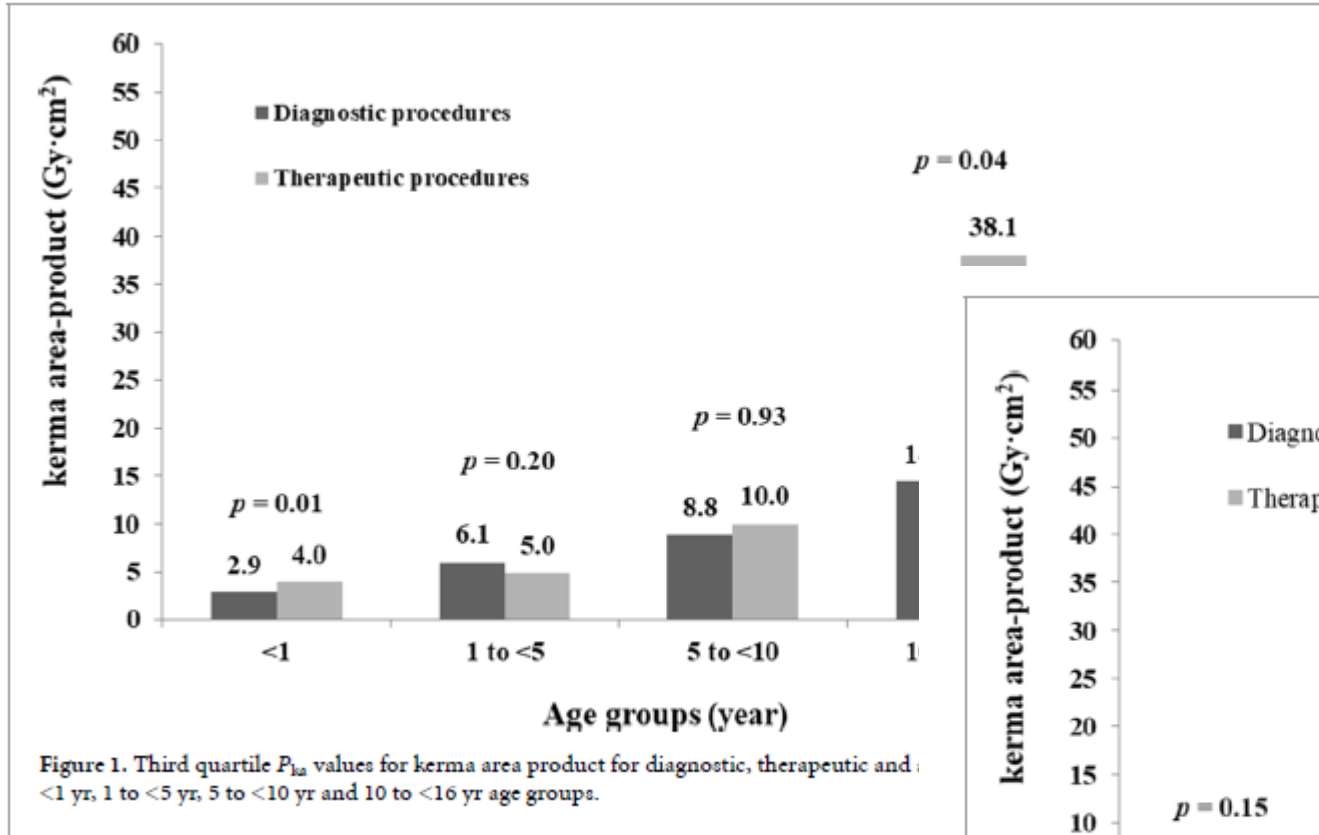 60
55
50
45
40
35
30
25
20
15
10
5
0
kerma area-product (Gy·cm²)
Diagnostic procedures
Therapeutic procedures
p = 0.01
2.9 4.0
p = 0.20
6.1 5.0
p = 0.93
8.8 10.0
p = 0.04
38.1
<1 1 to <5 5 to <10
Age groups (year)
Figure 1. Third quartile Pka values for kerma area product for diagnostic, therapeutic and
<1 yr, 1 to <5 yr, 5 to <10 yr and 10 to <16 yr age groups.
60
55
50
45
40
35
30
25
20
15
10
kerma area-product (Gy·cm²)
p = 0.15